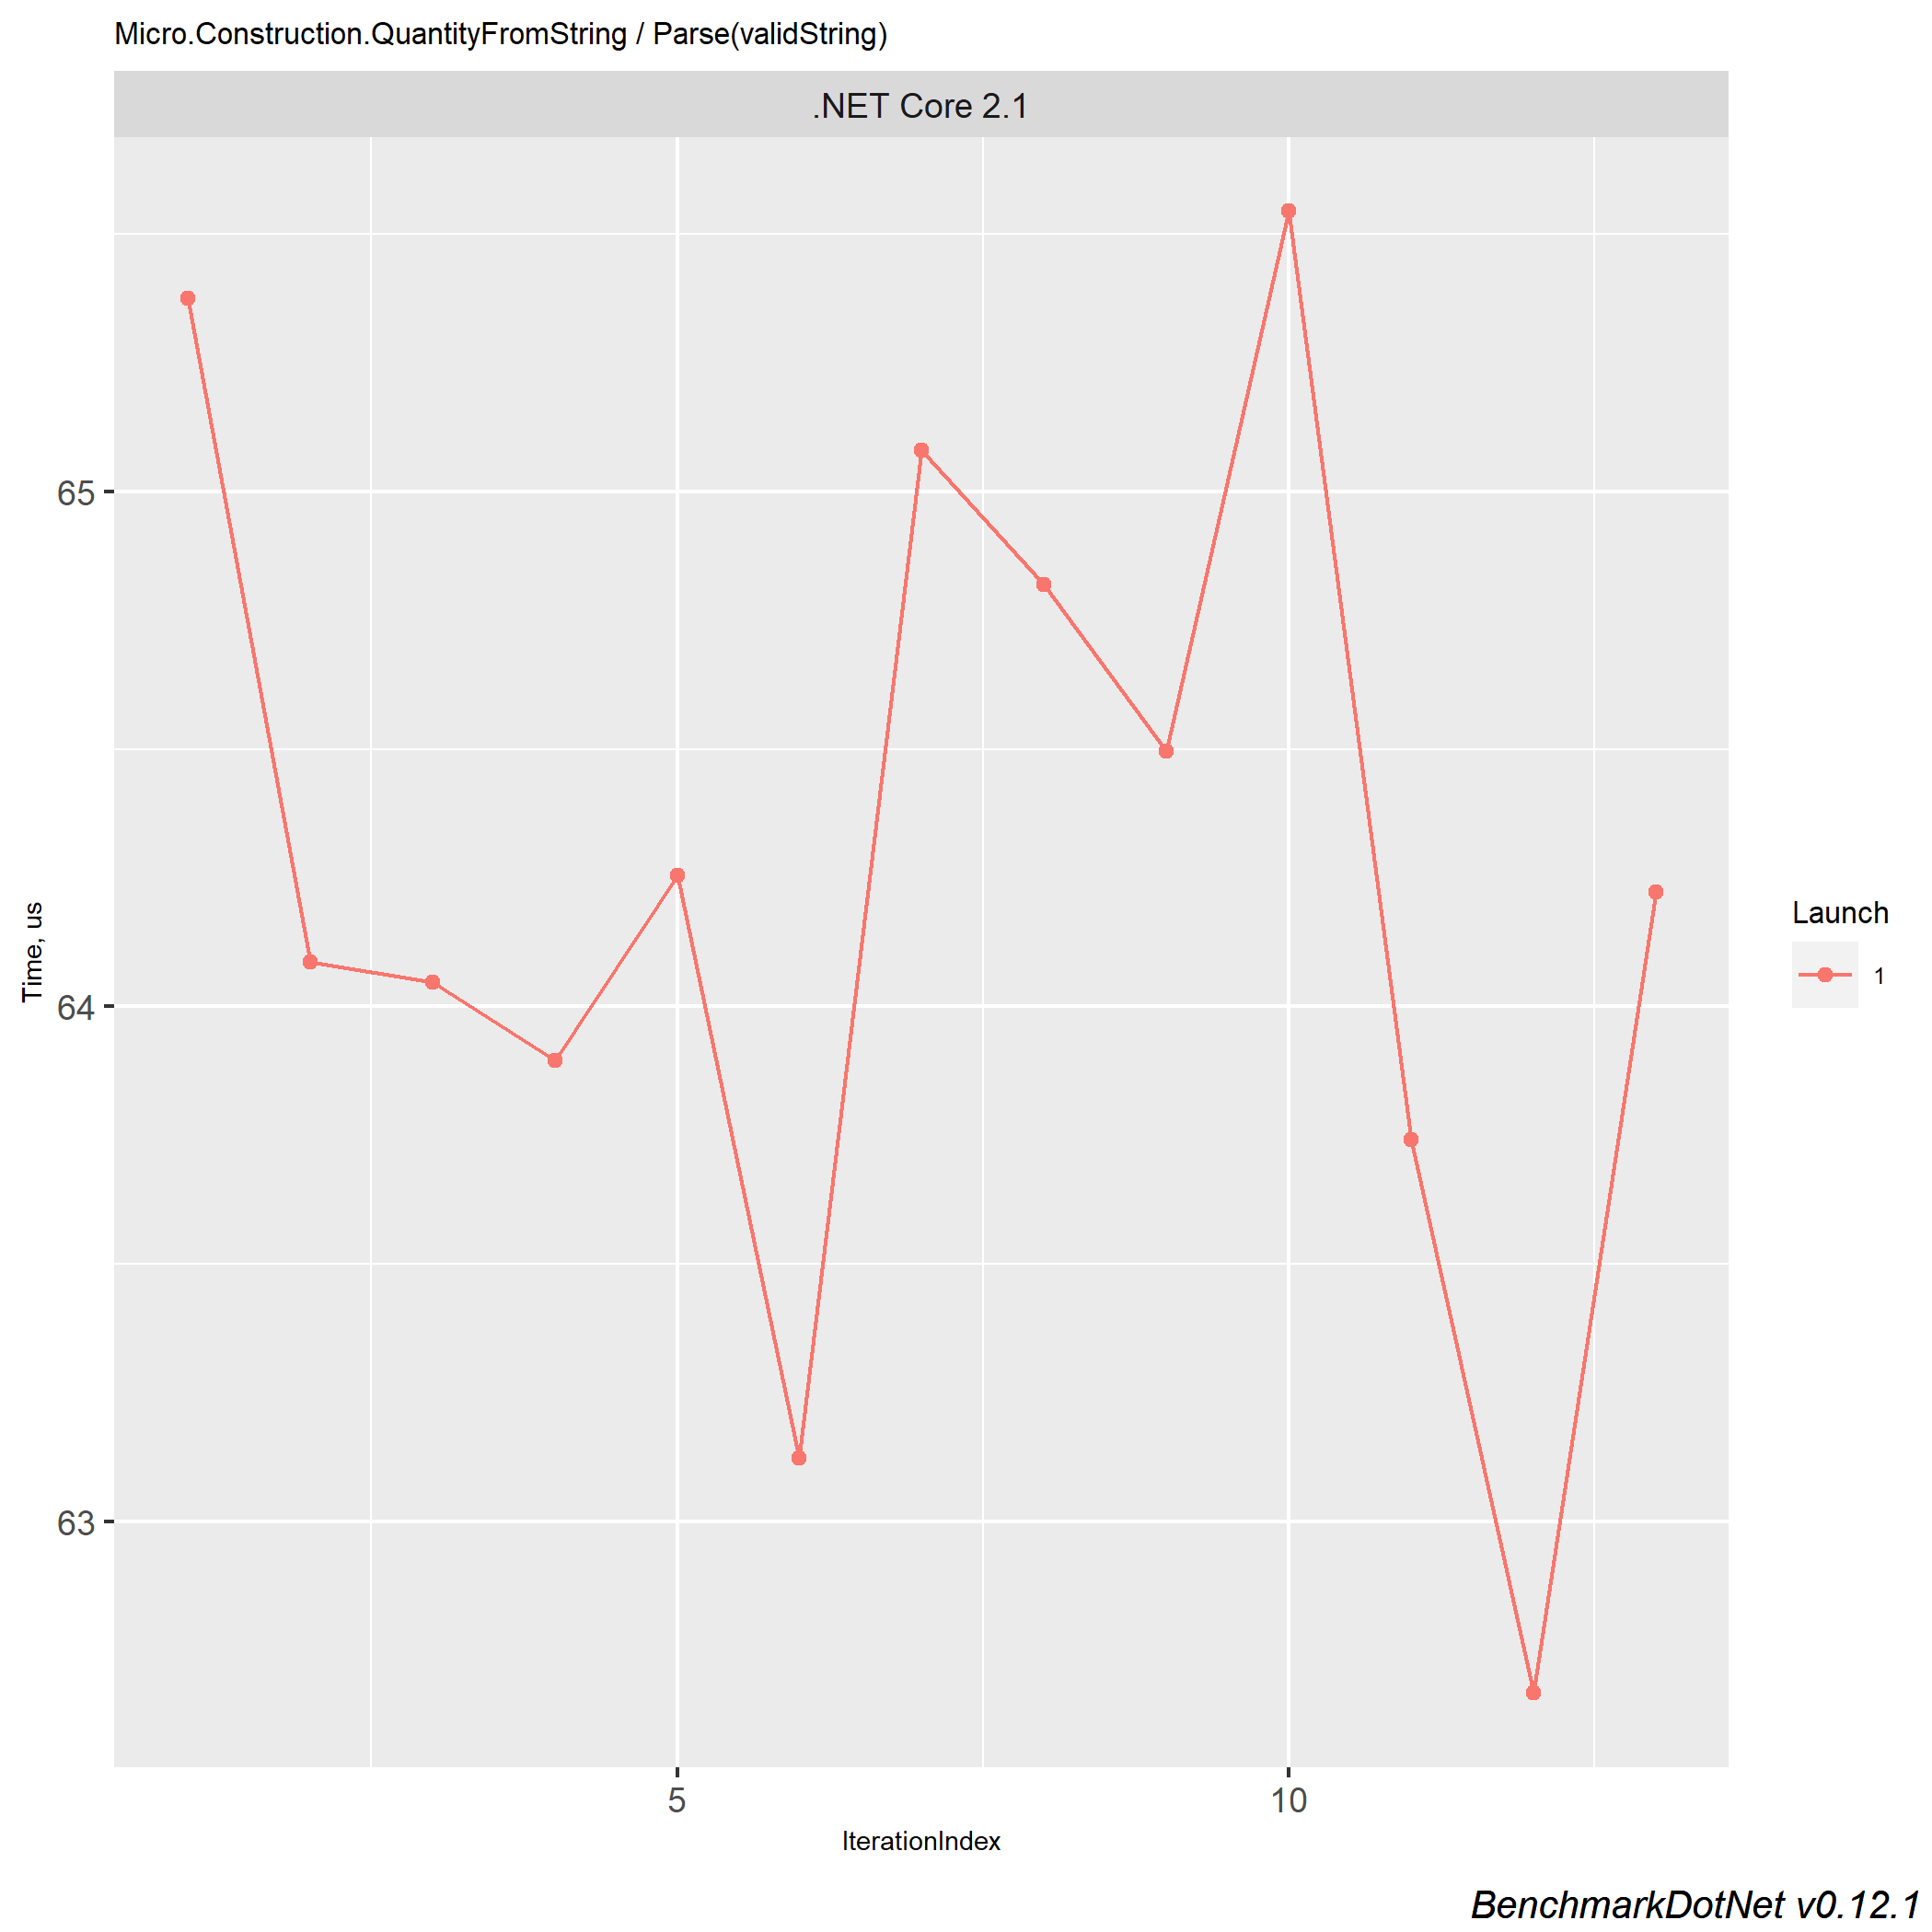 Micro.Construction.QuantityFromString / Parse(validString)
.NET Core 2.1
65
64
63
Time, us
5 10
IterationIndex
Launch
1
BenchmarkDotNet v0.12.1